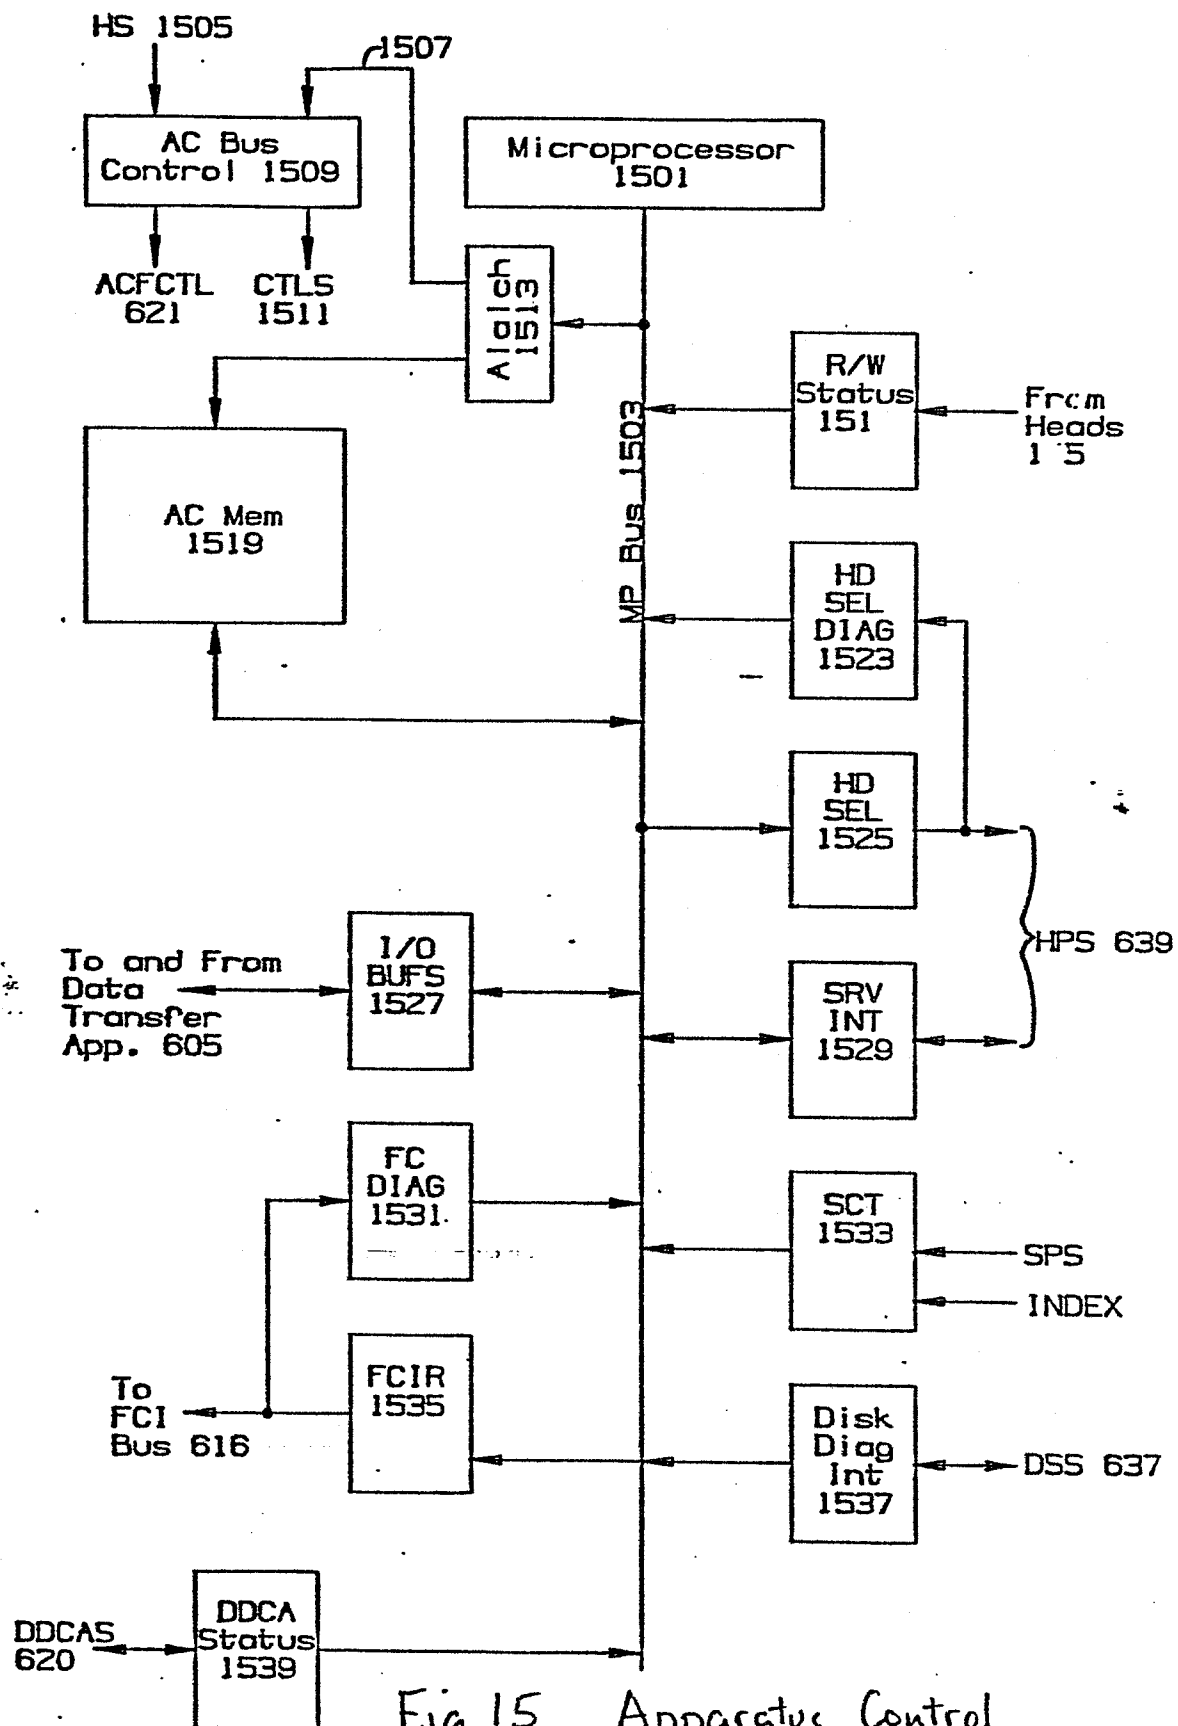 HS 1505
1507
AC Bus
Control 1509
Microprocessor
1501
ACFCTL
621
CTLS
1511
Alalch
1513
R/W
Status
151
From
Heads
1 5
MP Bus 1503
AC Mem
1519
HD
SEL
DIAG
1523
HD
SEL
1525
HPS 639
To and From
Data
Transfer
App. 605
I/O
BUFS
1527
SRV
INT
1529
FC
DIAG
1531
SCT
1533
SPS
INDEX
To
FCI
Bus 616
FCIR
1535
Disk
Diag
Int
1537
DSS 637
DDCAS
620
DDCA
Status
1539
Fig 15 Apparatus Control